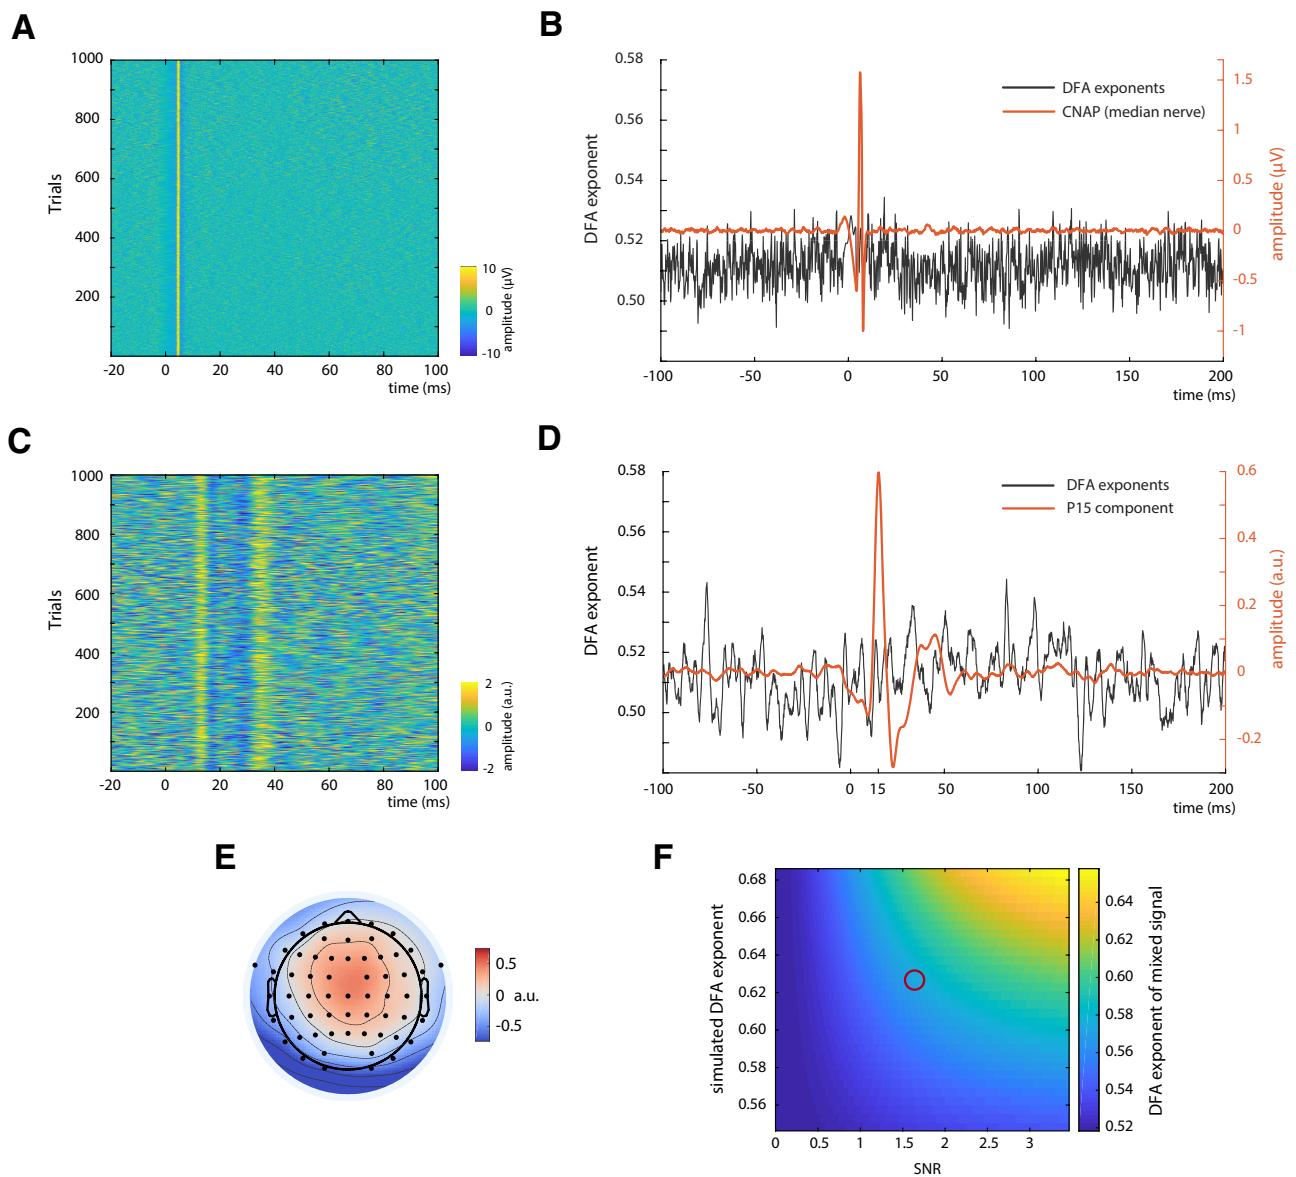 A
1000
800
600
400
200
Trials
-20 0 20 40 60 80 100
time (ms)
10
0
-10
amplitude (µV)
B
0.58
0.56
0.54
0.52
0.50
DFA exponent
DFA exponents
CNAP (median nerve)
1.5
1
0.5
0
-0.5
-1
amplitude (µV)
-100 -50 0 50 100 150 200
time (ms)
C
1000
800
600
400
200
Trials
-20 0 20 40 60 80 100
time (ms)
2
0
-2
amplitude (a.u.)
D
0.58
0.56
0.54
0.52
0.50
DFA exponent
DFA exponents
P15 component
0.6
0.4
0.2
0
-0.2
amplitude (a.u.)
-100 -50 0 15 50 100 150 200
time (ms)
E
0.5
0 a.u.
-0.5
F
0.68
0.66
0.64
0.62
0.60
0.58
0.56
simulated DFA exponent
0 0.5 1 1.5 2 2.5 3
SNR
0.64
0.62
0.60
0.58
0.56
0.54
0.52
DFA exponent of mixed signal